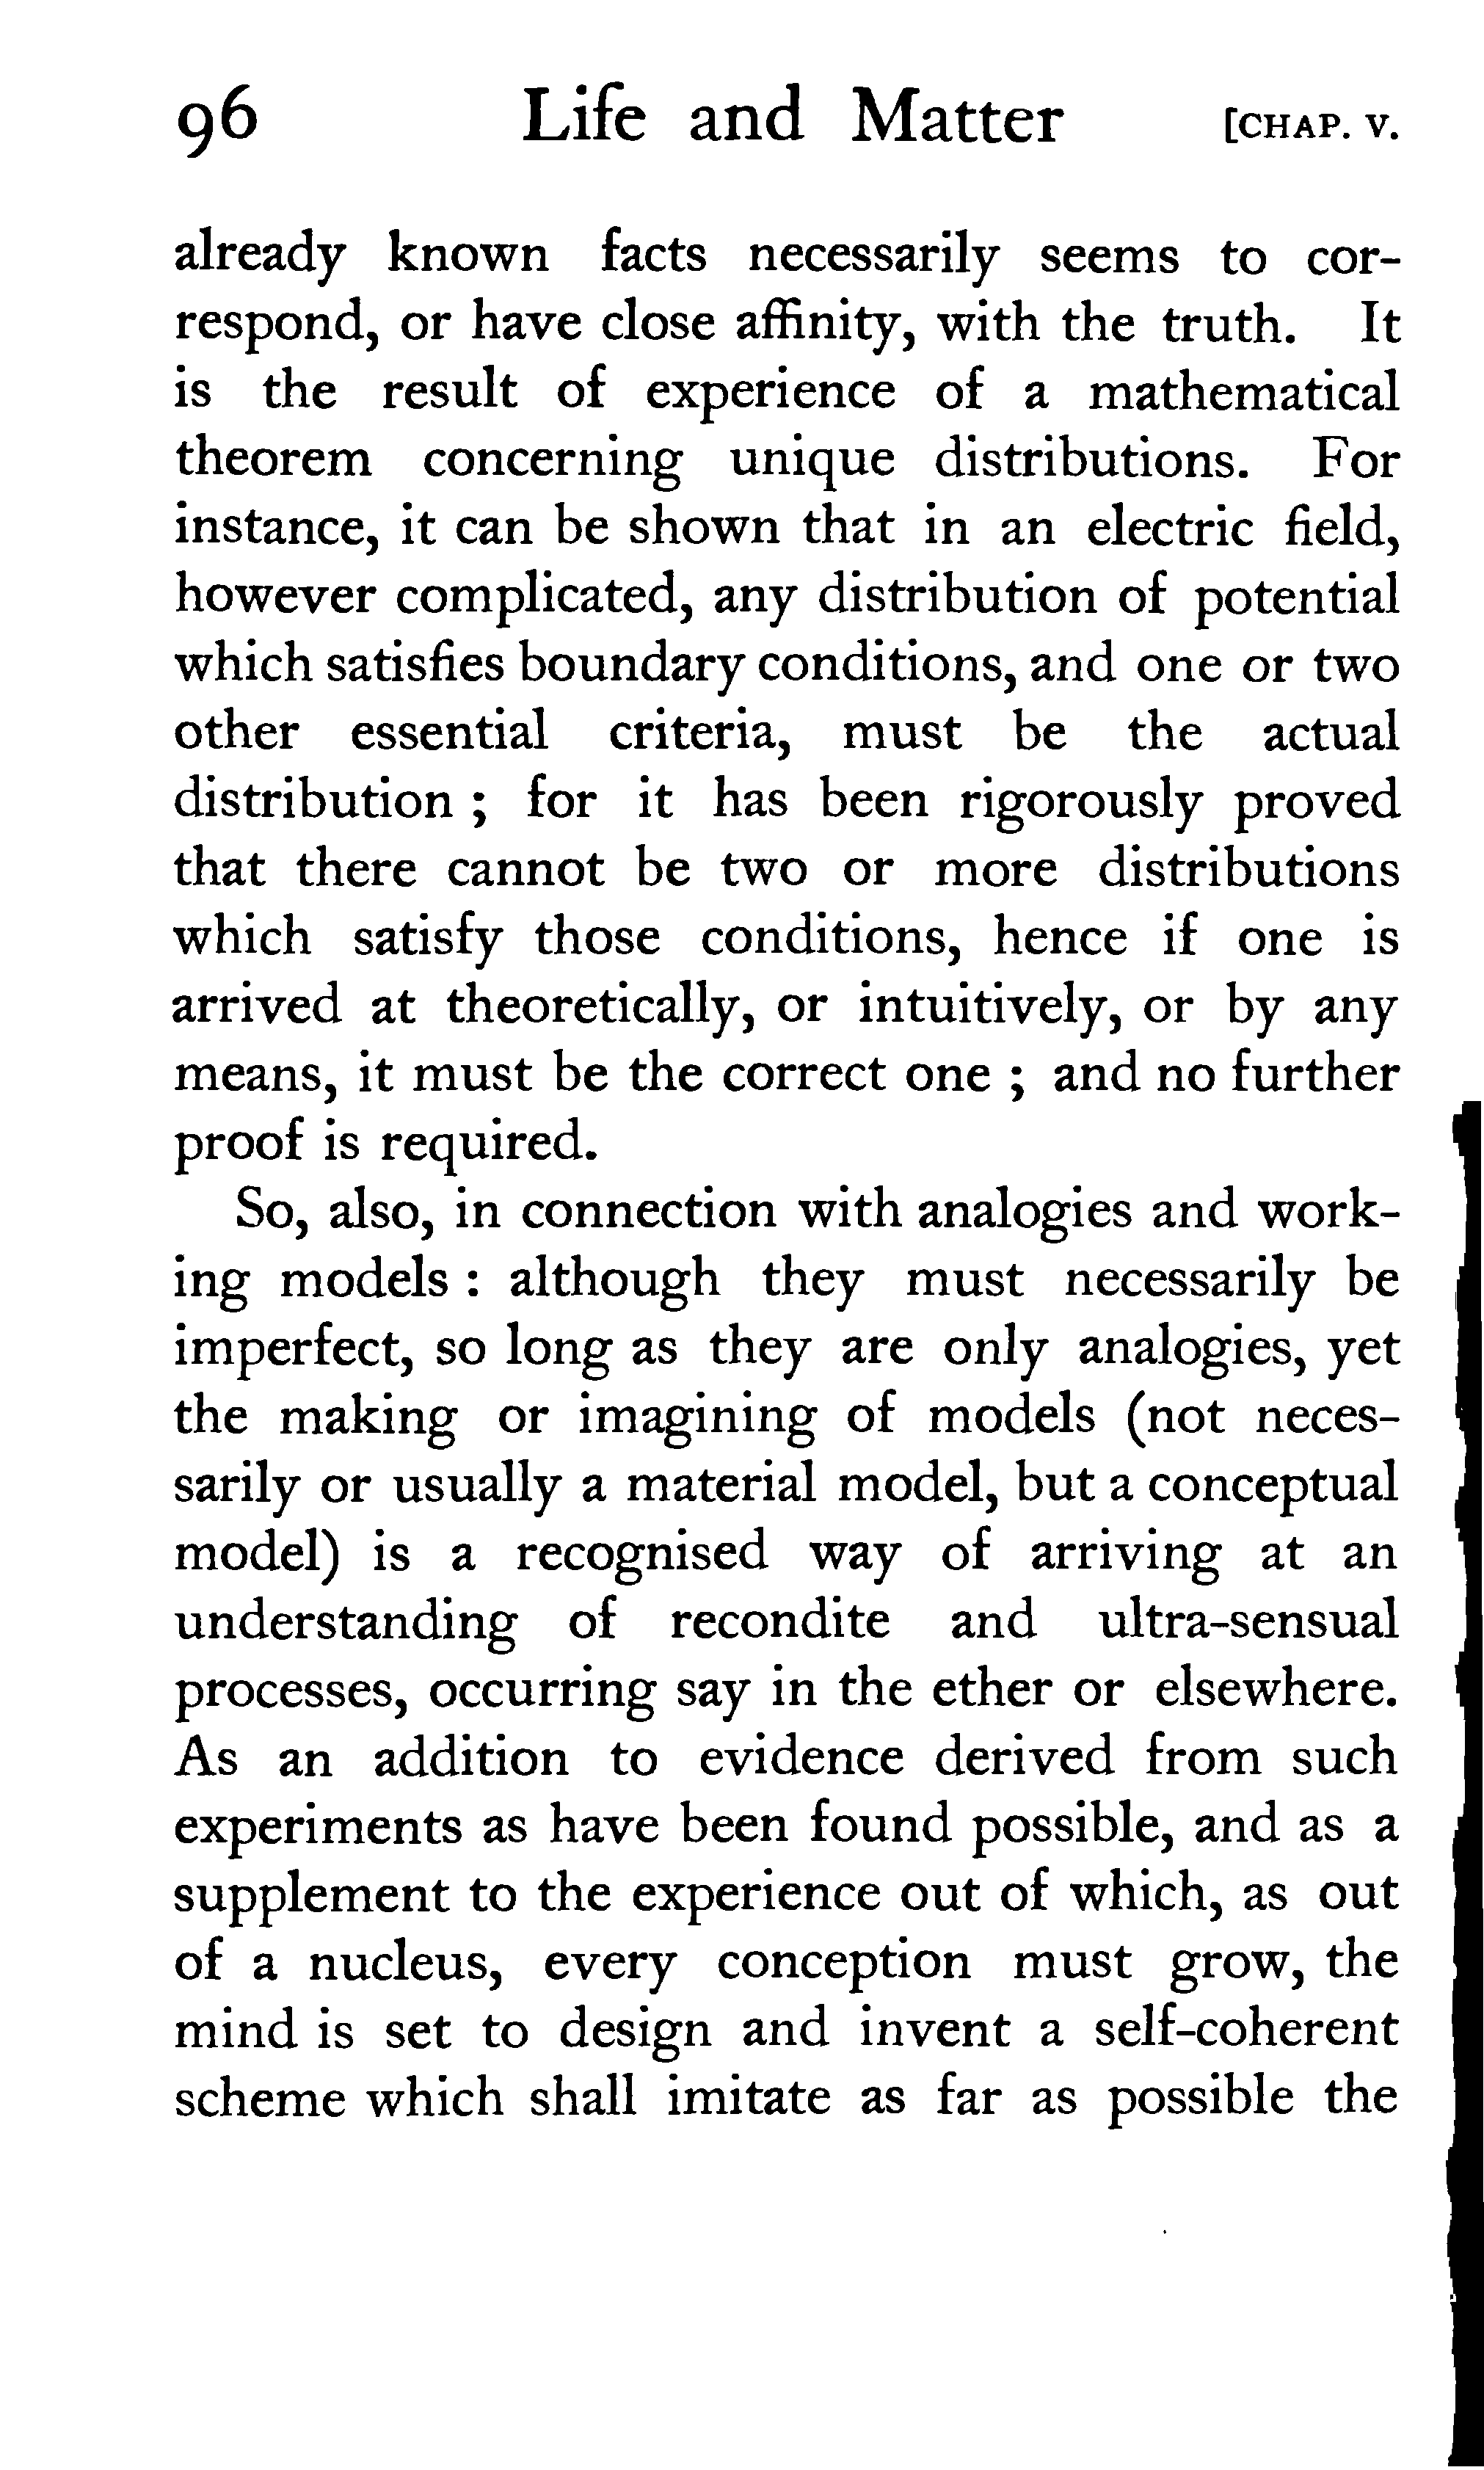 96 Life and Matter [CHAP. V.
already known facts necessarily seems to cor-
respond, or have close affinity, with the truth. It
is the result of experience of a mathematical
theorem concerning unique distributions. For
instance, it can be shown that in an electric field,
however complicated, any distribution of potential
which satisfies boundary conditions, and one or two
other essential criteria, must be the actual
distribution ; for it has been rigorously proved
that there cannot be two or more distributions
which satisfy those conditions, hence if one is
arrived at theoretically, or intuitively, or by any
means, it must be the correct one ; and no further
proof is required.
So, also, in connection with analogies and work-
ing models : although they must necessarily be
imperfect, so long as they are only analogies, yet
the making or imagining of models (not neces-
sarily or usually a material model, but a conceptual
model) is a recognised way of arriving at an
understanding of recondite and ultra-sensual
processes, occurring say in the ether or elsewhere.
As an addition to evidence derived from such
experiments as have been found possible, and as a
supplement to the experience out of which, as out
of a nucleus, every conception must grow, the
mind is set to design and invent a self-coherent
scheme which shall imitate as far as possible the